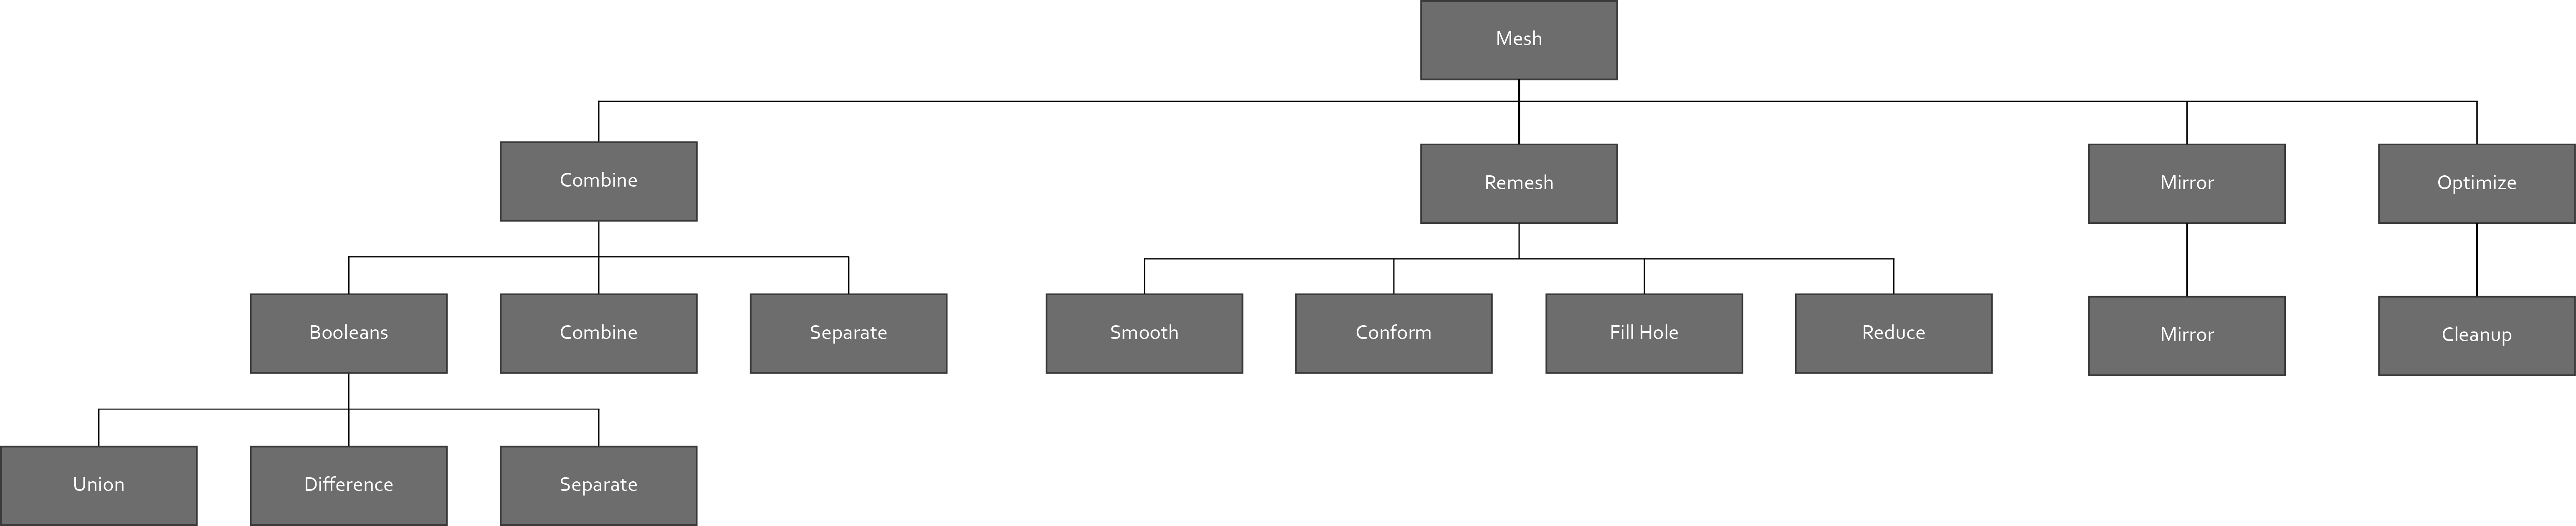 Mesh
Combine
Remesh
Mirror
Optimize
Booleans
Combine
Separate
Smooth
Conform
Fill Hole
Reduce
Mirror
Cleanup
Union
Difference
Separate